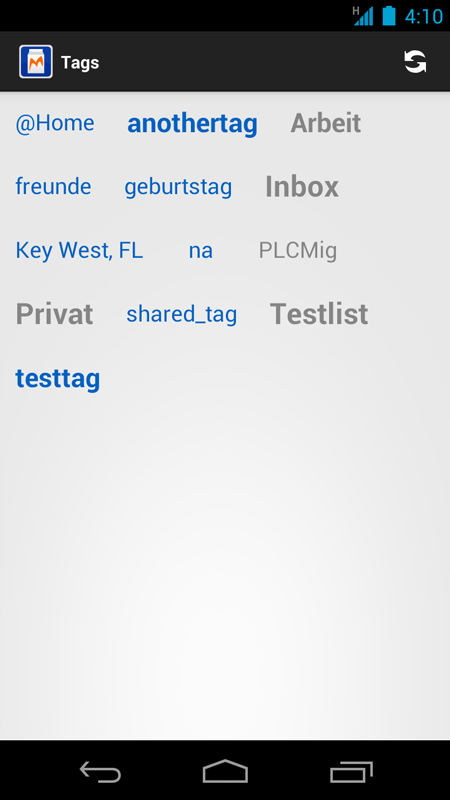 H 4:10
Tags
@Home anothertag Arbeit
freunde geburtstag Inbox
Key West, FL na PLCMig
Privat shared_tag Testlist
testtag